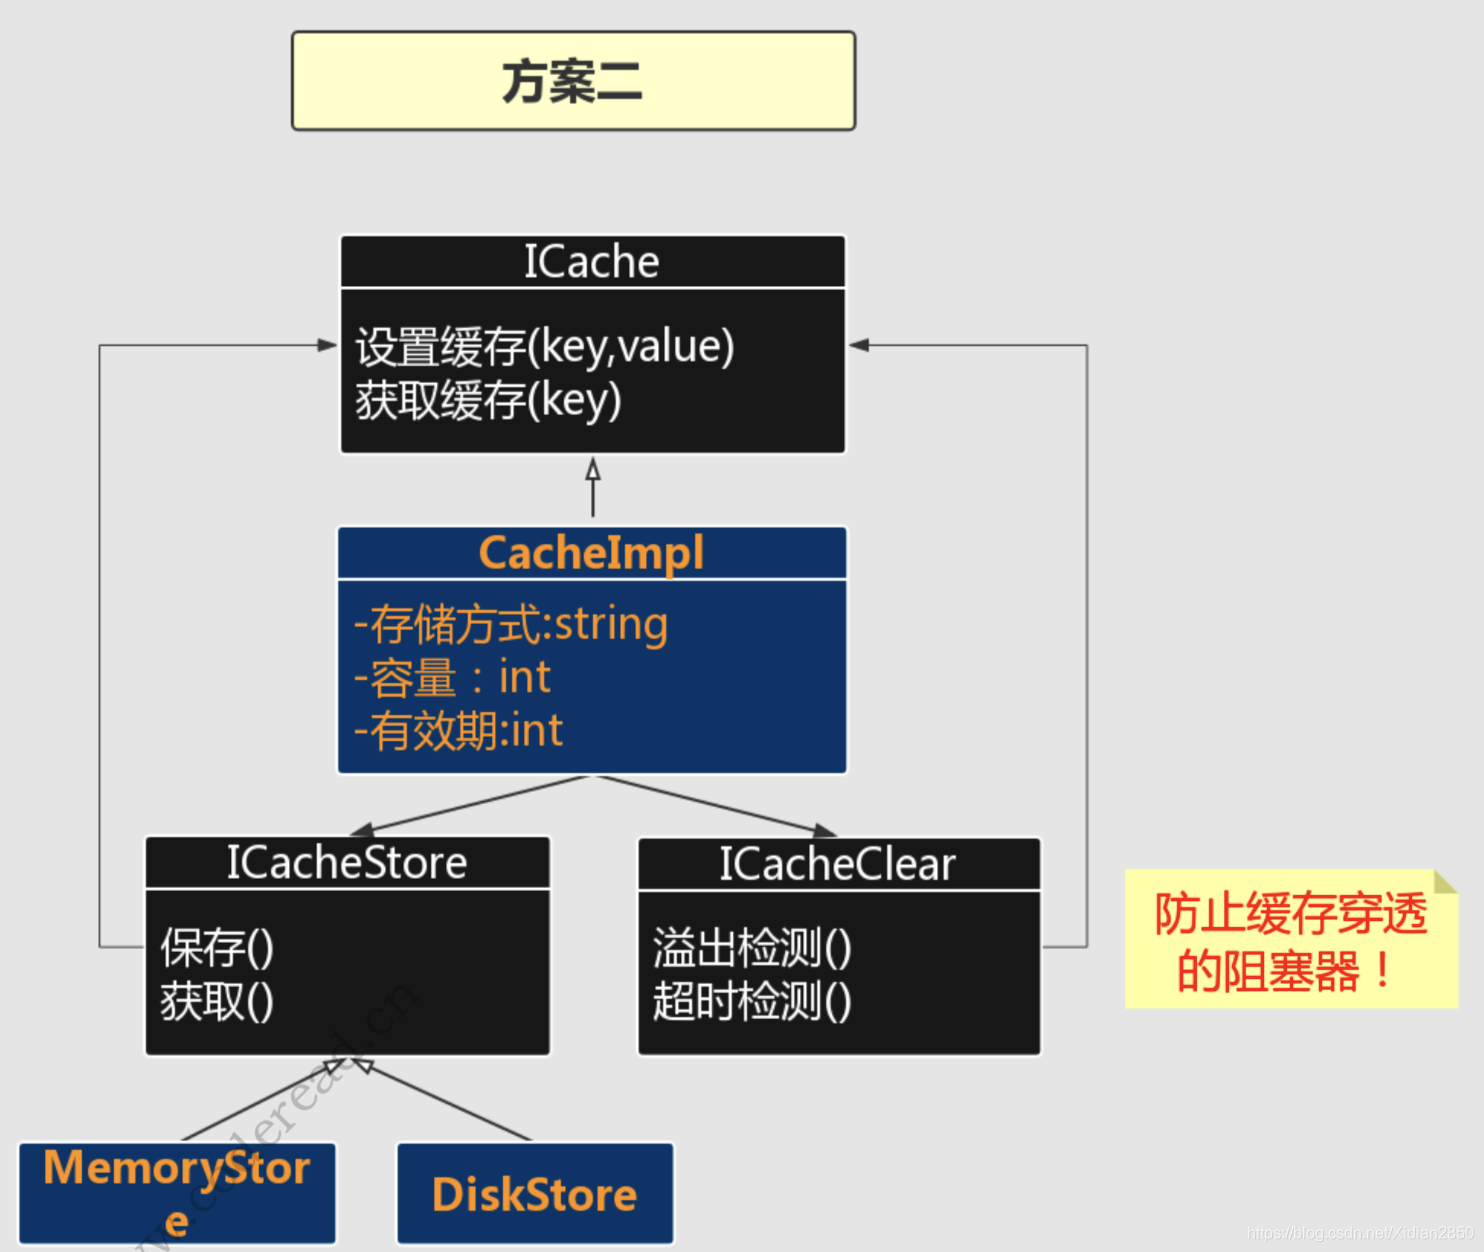 方案二
ICache
设置缓存(key,value)
获取缓存(key)
CacheImpl
-存储方式:string
-容量：int
-有效期:int
ICacheStore
保存()
获取()
ICacheClear
溢出检测()
超时检测()
防止缓存穿透
的阻塞器！
MemoryStor
e
DiskStore
www.coderead.cn
https://blog.csdn.net/Xidian2850